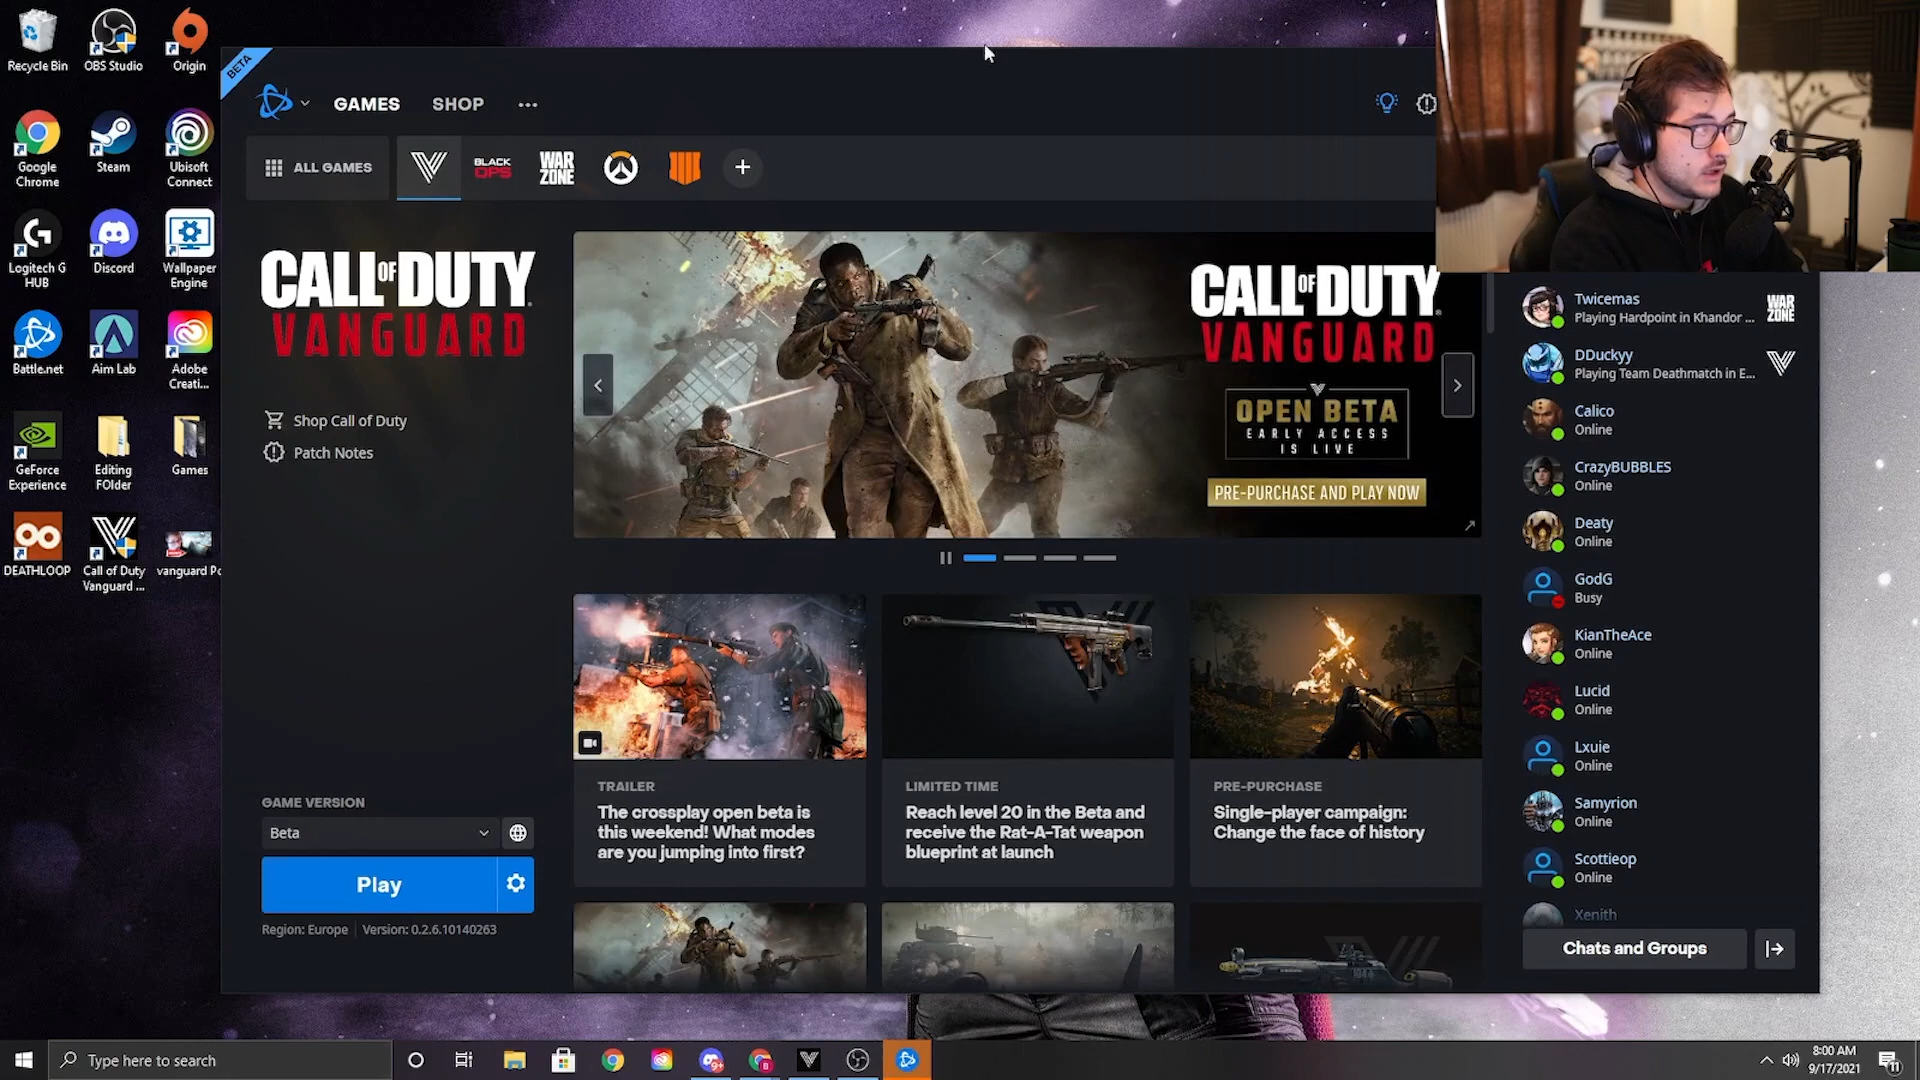 Recycle Bin
OBS Studio
Origin
Google
Chrome
Steam
Ubisoft
Connect
Logitech G
HUB
Discord
Wallpaper
Engine
Battle.net
Aim Lab
Adobe
Creati...
GeForce
Experience
Editing
FOlder
Games
DEATHLOOP
Call of Duty
Vanguard ...
vanguard Pc
BETA
GAMES
SHOP
ALL GAMES
BLACK
OPS
WAR
ZONE
CALL OF DUTY
VANGUARD
Shop Call of Duty
Patch Notes
CALL OF DUTY
VANGUARD
OPEN BETA
EARLY ACCESS
IS LIVE
PRE-PURCHASE AND PLAY NOW
TRAILER
The crossplay open beta is
this weekend! What modes
are you jumping into first?
LIMITED TIME
Reach level 20 in the Beta and
receive the Rat-A-Tat weapon
blueprint at launch
PRE-PURCHASE
Single-player campaign:
Change the face of history
GAME VERSION
Beta
Play
Region: Europe
Version: 0.2.6.10140263
Twicemas
Playing Hardpoint in Khandor ...
WAR
ZONE
DDuckyy
Playing Team Deathmatch in E...
Calico
Online
CrazyBUBBLES
Online
Deaty
Online
GodG
Busy
KianTheAce
Online
Lucid
Online
Lxuie
Online
Samyrion
Online
Scottieop
Online
Xenith
Chats and Groups
Type here to search
9+
8:00 AM
9/17/2021
11